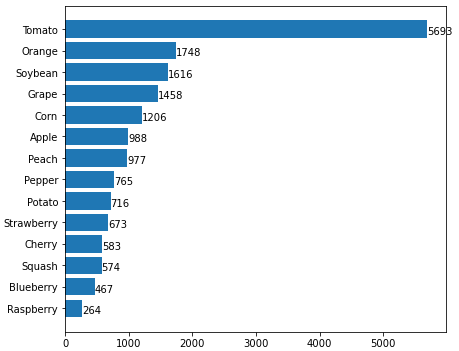 Tomato 5693
Orange 1748
Soybean 1616
Grape 1458
Corn 1206
Apple 988
Peach 977
Pepper 765
Potato 716
Strawberry 673
Cherry 583
Squash 574
Blueberry 467
Raspberry 264
0 1000 2000 3000 4000 5000